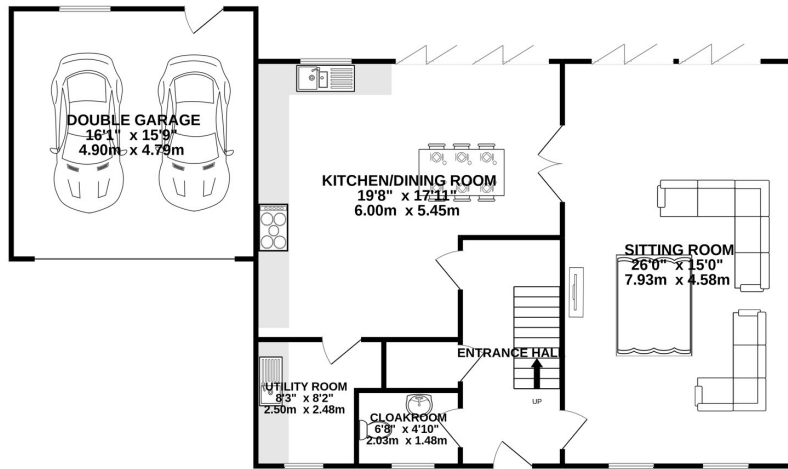 DOUBLE GARAGE
16'1" x 15'9"
4.90m x 4.79m
KITCHEN/DINING ROOM
19'8" x 17'11"
6.00m x 5.45m
SITTING ROOM
26'0" x 15'0"
7.93m x 4.58m
ENTRANCE HALL
UP
UTILITY ROOM
8'3" x 8'2"
2.50m x 2.48m
CLOAKROOM
6'8" x 4'10"
2.03m x 1.48m